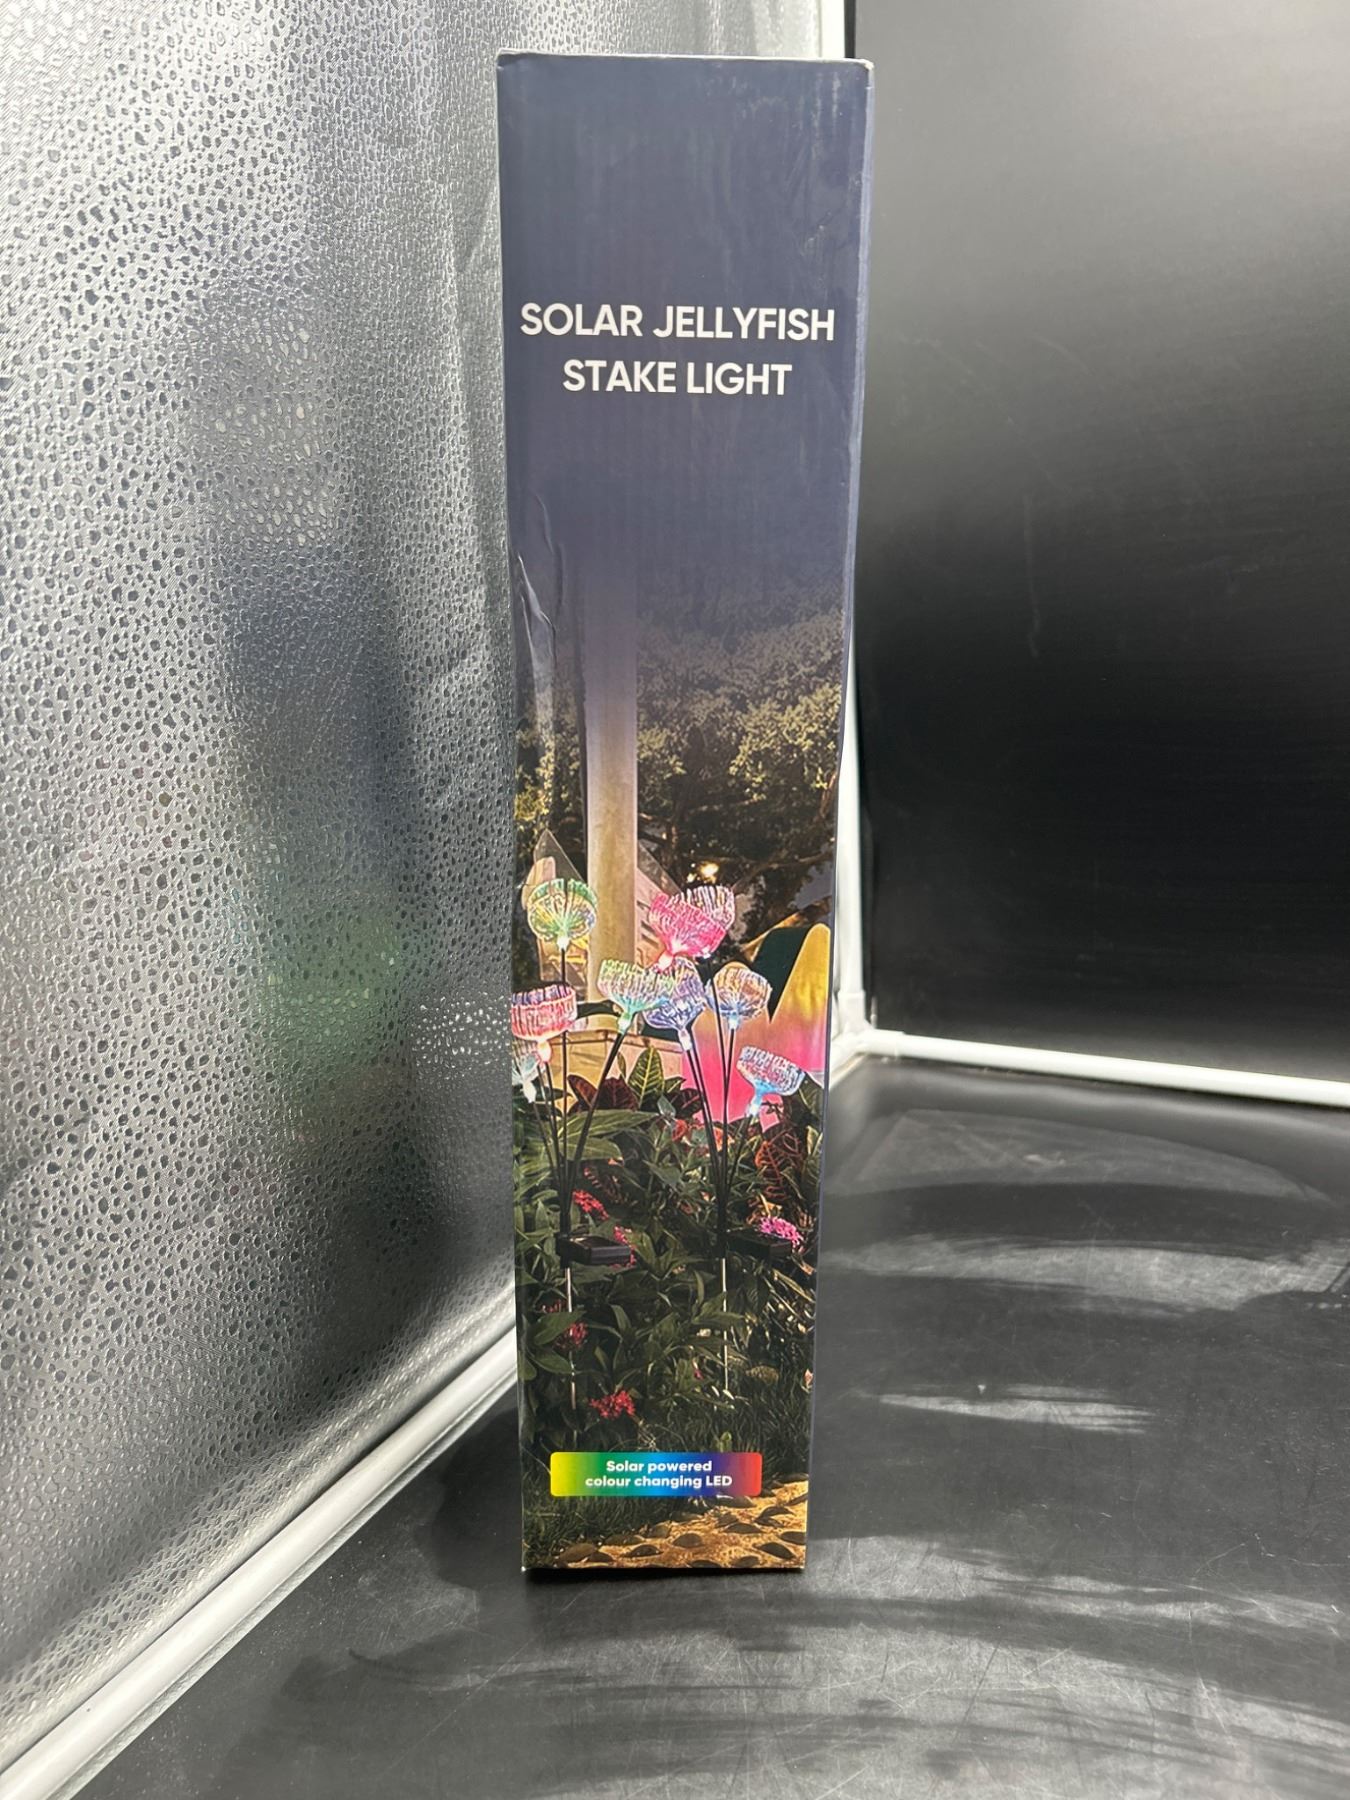 SOLAR JELLYFISH
STAKE LIGHT
Solar powered
colour changing LED